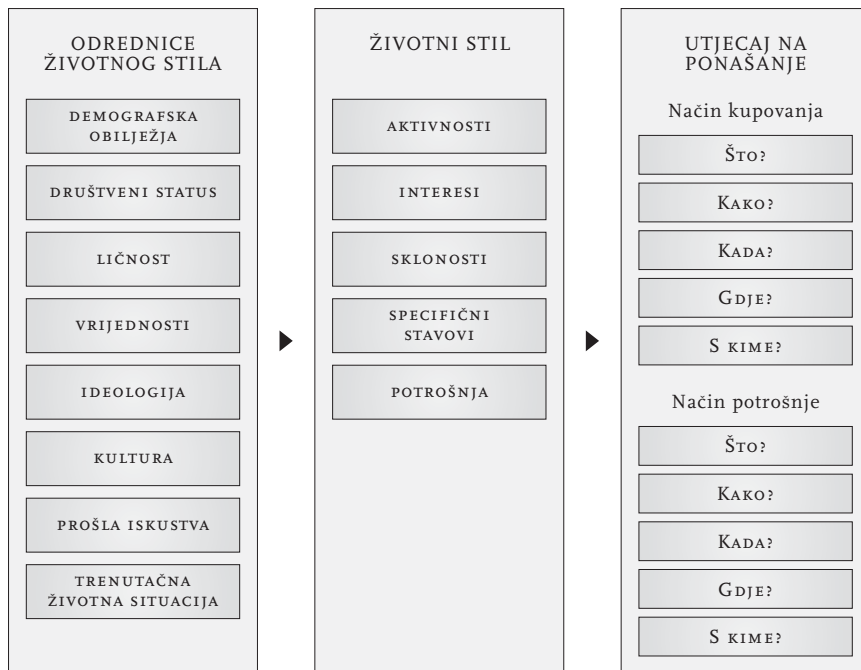 ODREDNICE
ŽIVOTNOG STILA
DEMOGRAFSKA
OBILJEŽJA
DRUŠTVENI STATUS
LIČNOST
VRIJEDNOSTI
IDEOLOGIJA
KULTURA
PROŠLA ISKUSTVA
TRENUTAČNA
ŽIVOTNA SITUACIJA
ŽIVOTNI STIL
AKTIVNOSTI
INTERESI
SKLONOSTI
SPECIFIČNI
STAVOVI
POTROŠNJA
UTJECAJ NA
PONAŠANJE
Način kupovanja
Što?
Kako?
Kada?
Gdje?
S kime?
Način potrošnje
Što?
Kako?
Kada?
Gdje?
S kime?